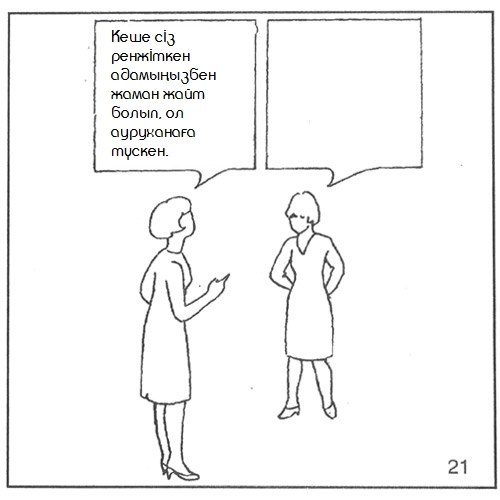 Кеше сіз
ренжіткен
адамыңызбен
жаман жайт
болып, ол
ауруханаға
түскен.
21